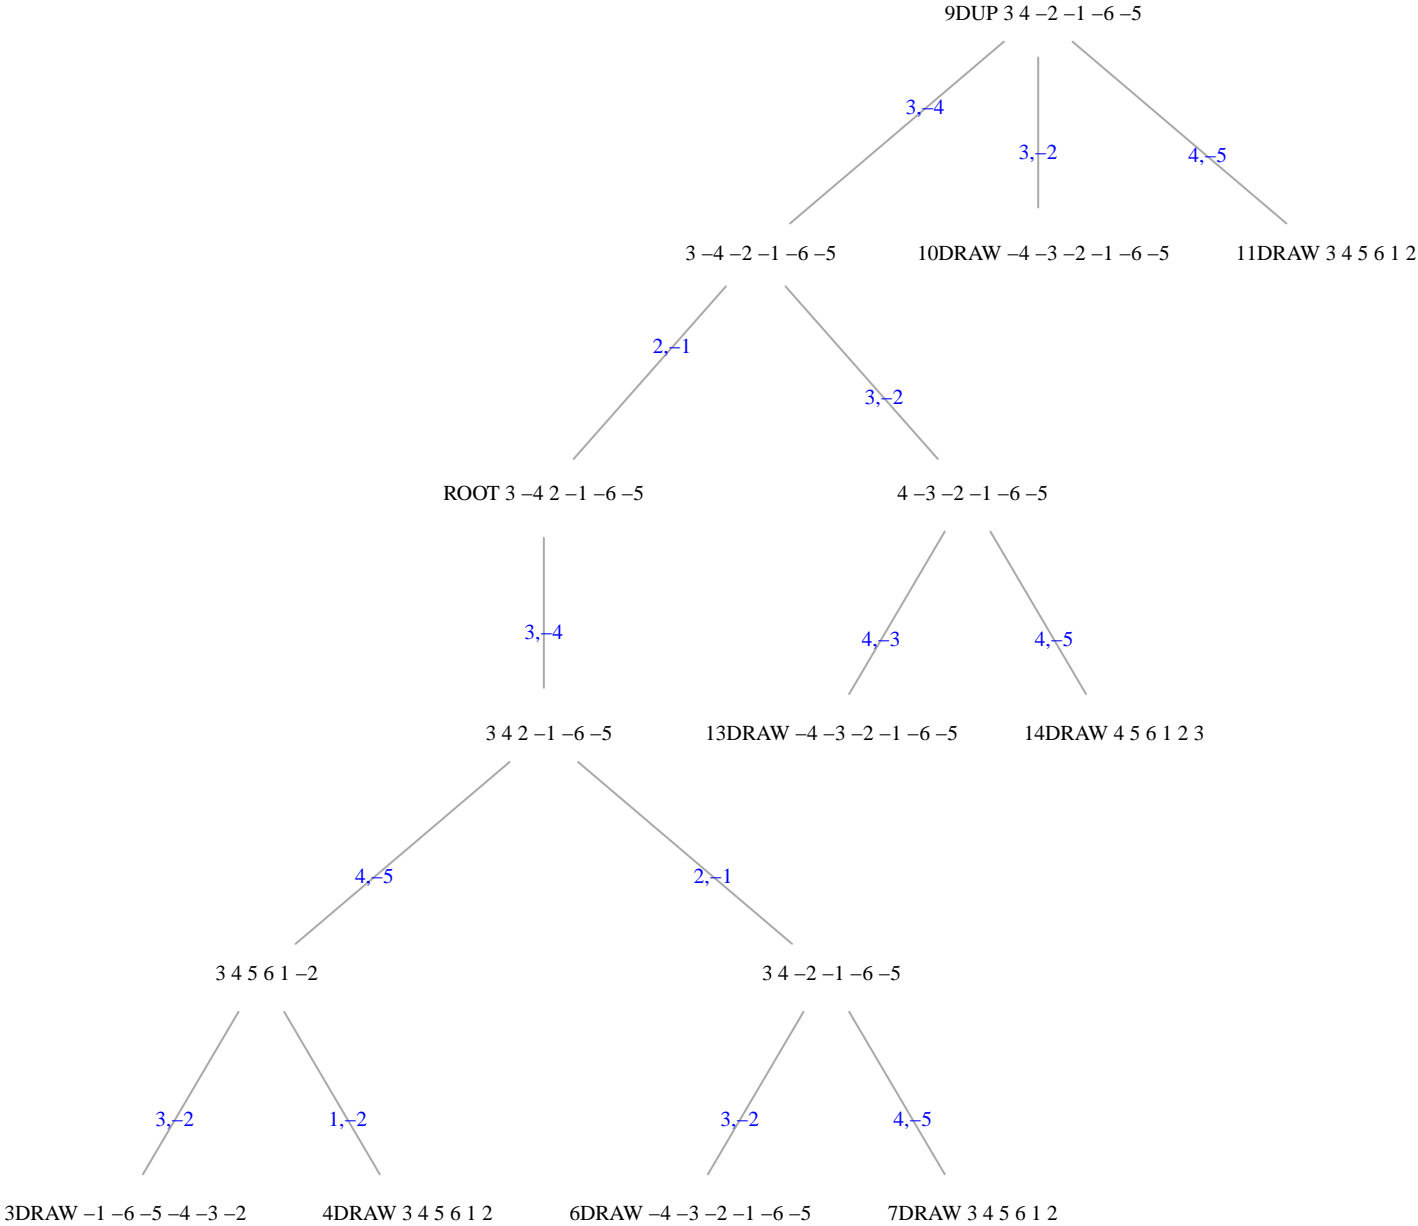 9DUP 3 4 –2 –1 –6 –5
3,–4
3,–2
4,–5
3 –4 –2 –1 –6 –5
10DRAW –4 –3 –2 –1 –6 –5
11DRAW 3 4 5 6 1 2
2,–1
3,–2
ROOT 3 –4 2 –1 –6 –5
4 –3 –2 –1 –6 –5
3,–4
4,–3
4,–5
3 4 2 –1 –6 –5
13DRAW –4 –3 –2 –1 –6 –5
14DRAW 4 5 6 1 2 3
4,–5
2,–1
3 4 5 6 1 –2
3 4 –2 –1 –6 –5
3,–2
1,–2
3,–2
4,–5
3DRAW –1 –6 –5 –4 –3 –2
4DRAW 3 4 5 6 1 2
6DRAW –4 –3 –2 –1 –6 –5
7DRAW 3 4 5 6 1 2